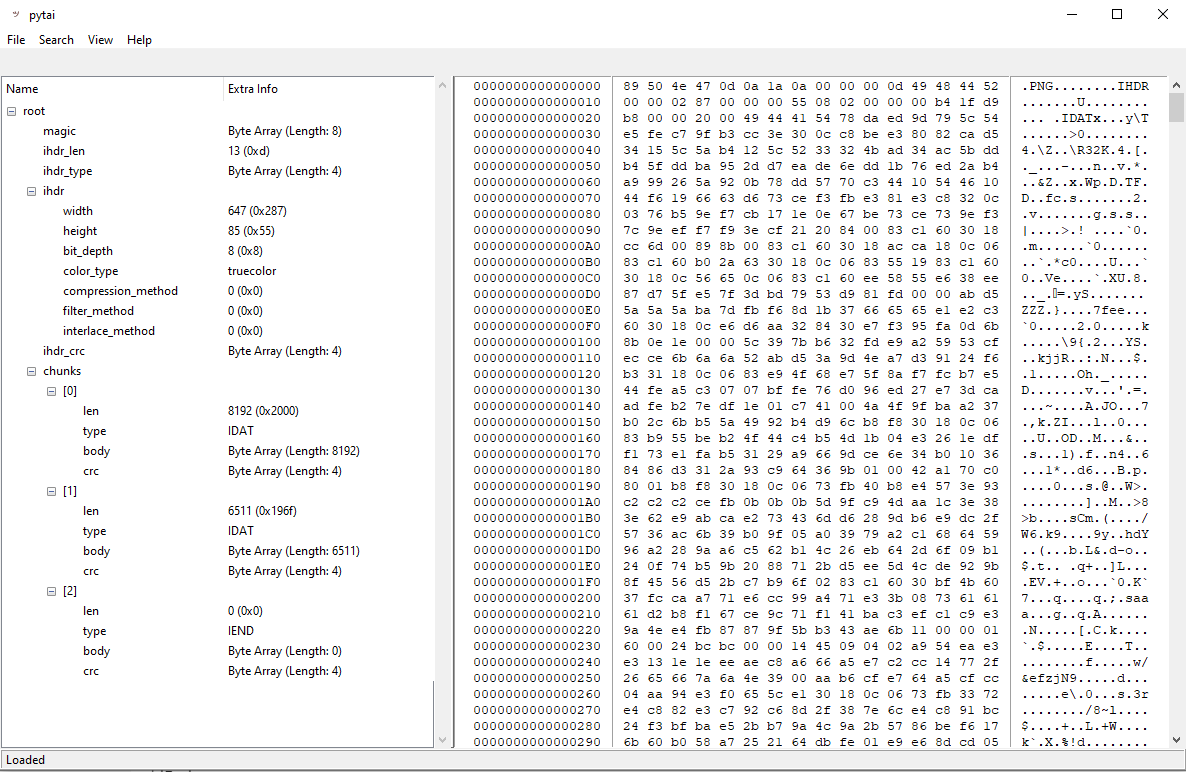 pytai
File Search View Help
Name Extra Info
root
magic Byte Array (Length: 8)
ihdr_len 13 (0xd)
ihdr_type Byte Array (Length: 4)
ihdr
width 647 (0x287)
height 85 (0x55)
bit_depth 8 (0x8)
color_type truecolor
compression_method 0 (0x0)
filter_method 0 (0x0)
interlace_method 0 (0x0)
ihdr_crc Byte Array (Length: 4)
chunks
[0]
len 8192 (0x2000)
type IDAT
body Byte Array (Length: 8192)
crc Byte Array (Length: 4)
[1]
len 6511 (0x196f)
type IDAT
body Byte Array (Length: 6511)
crc Byte Array (Length: 4)
[2]
len 0 (0x0)
type IEND
body Byte Array (Length: 0)
crc Byte Array (Length: 4)
0000000000000000 89 50 4e 47 0d 0a 1a 0a 00 00 00 0d 49 48 44 52 .PNG........IHDR
0000000000000010 00 00 02 87 00 00 00 55 08 02 00 00 00 b4 1f d9 .......U........
0000000000000020 b8 00 00 20 00 49 44 41 54 78 da ed 9d 79 5c 54 ... .IDATx...y\T
0000000000000030 e5 fe c7 9f b3 cc 3e 30 0c c8 be e3 80 82 ca d5 ......>0........
0000000000000040 34 15 5c 5a b4 12 5c 52 33 32 4b ad 34 ac 5b dd 4.\Z..\R32K.4.[.
0000000000000050 b4 5f dd ba 95 2d d7 ea de 6e dd 1b 76 ed 2a b4 ._...-...n..v.*.
0000000000000060 a9 99 26 5a 92 0b 78 dd 57 70 c3 44 10 54 46 10 ..&Z..x.Wp.D.TF.
0000000000000070 44 f6 19 66 63 d6 73 ce f3 fb e3 81 e3 c8 32 0c D..fc.s.......2.
0000000000000080 03 76 b5 9e f7 cb 17 1e 0e 67 be 73 ce 73 9e f3 .v.......g.s.s..
0000000000000090 7c 9e ef f7 f9 3e cf 21 20 84 00 83 c1 60 30 18 |....>.! ....`0.
00000000000000A0 cc 6d 00 89 8b 00 83 c1 60 30 18 ac ca 18 0c 06 .m......`0......
00000000000000B0 83 c1 60 b0 2a 63 30 18 0c 06 83 55 19 83 c1 60 ..`.*c0....U...`
00000000000000C0 30 18 0c 56 65 0c 06 83 c1 60 ee 58 55 e6 38 ee 0..Ve....`.XU.8.
00000000000000D0 87 d5 5f e5 7f 3d bd 79 53 d9 81 fd 00 00 ab d5 .._.=.yS.......
00000000000000E0 5a 5a 5a ba 7d fb f6 8d 1b 37 66 65 65 e1 e2 c3 ZZZ.}....7fee...
00000000000000F0 60 30 18 0c e6 d6 aa 32 84 30 e7 f3 95 fa 0d 6b `0.....2.0.....k
0000000000000100 8b 0e 1e 00 00 5c 39 7b b6 32 fd e9 a2 59 53 cf .....\9{.2...YS.
0000000000000110 ec ce 6b 6a 6a 52 ab d5 3a 9d 4e a7 d3 91 24 f6 ..kjjR..:.N...$.
0000000000000120 b3 31 18 0c 06 83 e9 4f 68 e7 5f 8a f7 fc b7 e5 .1.....Oh._.....
0000000000000130 44 fe a5 c3 07 07 bf fe 76 d0 96 ed 27 e7 3d ca D.......v...'.=.
0000000000000140 ad fe b2 7e df 1e 01 c7 41 00 4a 4f 9f ba a2 37 ...~....A.JO...7
0000000000000150 b0 2c 6b b5 5a 49 92 b4 d9 6c b8 f8 30 18 0c 06 .,k.ZI...l..0...
0000000000000160 83 b9 55 be b2 4f 44 c4 b5 4d 1b 04 e3 26 1e df ..U..OD..M...&..
0000000000000170 f1 73 e1 fa b5 31 29 a9 66 9d ce 6e 34 b0 10 36 .s...1).f..n4..6
0000000000000180 84 86 d3 31 2a 93 c9 64 36 9b 01 00 42 a1 70 c0 ...1*..d6...B.p.
0000000000000190 80 01 b8 f8 30 18 0c 06 73 fb 40 b8 e4 57 3e 93 ....0...s.@..W>.
00000000000001A0 c2 c2 c2 ce fb 0b 0b 0b 5d 9f c9 4d aa 1c 3e 38 ........]..M..>8
00000000000001B0 3e 62 e9 ab ca e2 73 43 6d d6 28 9d b6 e9 dc 2f >b....sCm.(..../
00000000000001C0 57 36 ac 6b 39 b0 9f 05 a0 39 79 a2 c1 68 64 59 W6.k9....9y..hdY
00000000000001D0 96 a2 28 9a a6 c5 62 b1 4c 26 eb 64 2d 6f 09 b1 ..(...b.L&.d-o..
00000000000001E0 24 0f 74 b5 9b 20 88 71 2b d5 ee 5d 4c de 92 9b $.t.. .q+..]L...
00000000000001F0 8f 45 56 d5 2b c7 b9 6f 02 83 c1 60 30 bf 4b 60 .EV.+..o...`0.K`
0000000000000200 37 fc ca a7 71 e6 cc 99 a4 71 e3 3b 08 73 61 61 7...q....q.;.saa
0000000000000210 61 d2 b8 f1 67 ce 9c 71 f1 41 ba c3 ef c1 c9 e3 a...g..q.A......
0000000000000220 9a 4e e4 fb 87 87 9f 5b b3 43 ae 6b 11 00 00 01 .N.....[.C.k....
0000000000000230 60 00 24 bc bc 00 00 14 45 09 04 02 a9 54 ea e3 `.$.....E....T..
0000000000000240 e3 13 1e 1e ee ae c8 a6 66 a5 e7 c2 cc 14 77 2f ........f.....w/
0000000000000250 26 65 66 7a 6a 4e 39 00 aa b6 cf e7 64 a5 cf cc &efzjN9.....d...
0000000000000260 04 aa 94 e3 f0 65 5c e1 30 18 0c 06 73 fb 33 72 .....e\.0...s.3r
0000000000000270 e4 c8 82 e3 c7 92 c6 8d 2f 38 7e 6c e4 c8 91 bc ......../8~l....
0000000000000280 24 f3 bf ba e5 2b b7 9a 4c 9a 2b 57 86 be f6 17 $....+..L.+W....
0000000000000290 6b 60 b0 58 a7 25 21 64 db fe 01 e9 e6 8d cd 05 k`.X.%!d........
Loaded